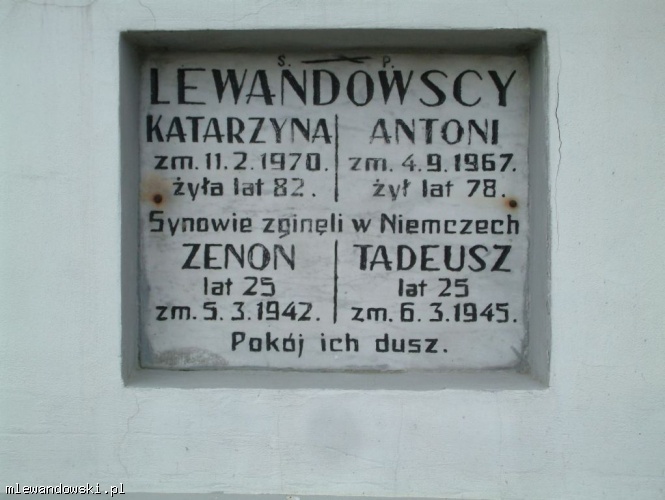 Ś. P.
LEWANDOWSCY
KATARZYNA
zm. 11.2.1970.
żyła lat 82.
ANTONI
zm. 4.9.1967.
żył lat 78.
Synowie zginęli w Niemczech
ZENON
lat 25
zm. 5.3.1942.
TADEUSZ
lat 25
zm. 6.3.1945.
Pokój ich dusz.
mlewandowski.pl